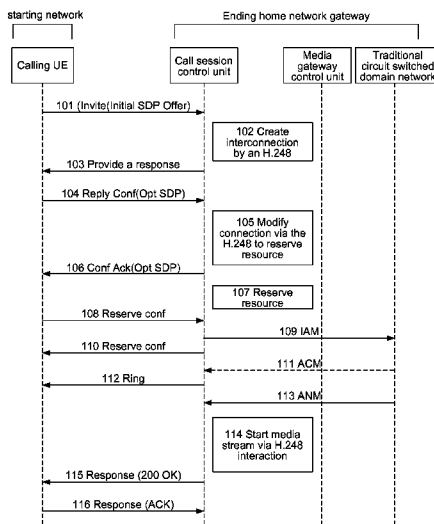 starting network
Ending home network gateway
Calling UE
Call session
control unit
Media
gateway
control unit
Traditional
circuit switched
domain network
101 (Invite(Initial SDP Offer)
102 Create
interconnection
by an H.248
103 Provide a response
104 Reply Conf(Opt SDP)
105 Modify
connection via the
H.248 to reserve
resource
106 Conf Ack(Opt SDP)
107 Reserve
resource
108 Reserve conf
109 IAM
110 Reserve conf
111 ACM
112 Ring
113 ANM
114 Start media
stream via H.248
interaction
115 Response (200 OK)
116 Response (ACK)